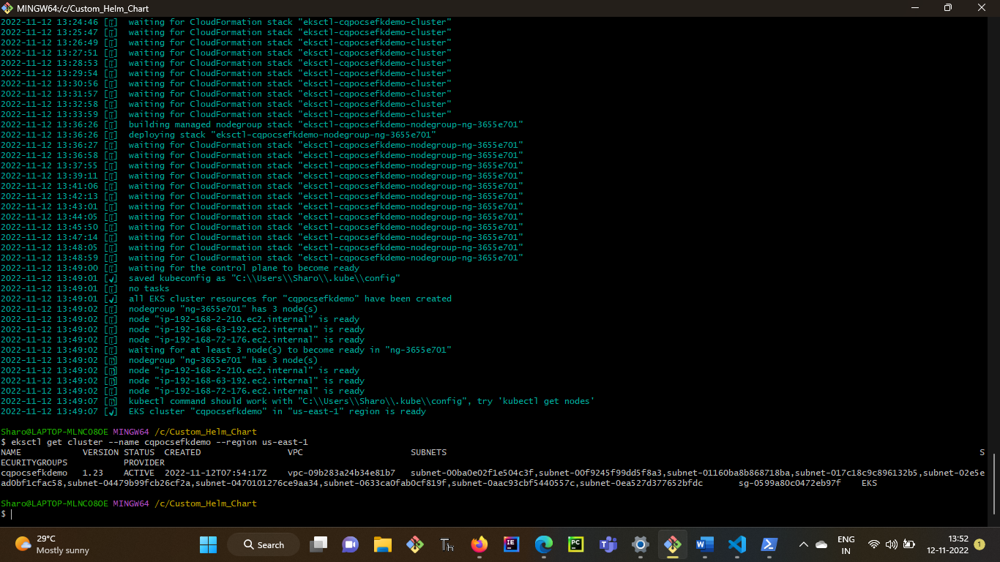 MINGW64:/c/Custom_Helm_Chart
2022-11-12 13:24:46 [ℹ]  waiting for CloudFormation stack "eksctl-cqpocsefkdemo-cluster"
2022-11-12 13:25:47 [ℹ]  waiting for CloudFormation stack "eksctl-cqpocsefkdemo-cluster"
2022-11-12 13:26:49 [ℹ]  waiting for CloudFormation stack "eksctl-cqpocsefkdemo-cluster"
2022-11-12 13:27:51 [ℹ]  waiting for CloudFormation stack "eksctl-cqpocsefkdemo-cluster"
2022-11-12 13:28:53 [ℹ]  waiting for CloudFormation stack "eksctl-cqpocsefkdemo-cluster"
2022-11-12 13:29:54 [ℹ]  waiting for CloudFormation stack "eksctl-cqpocsefkdemo-cluster"
2022-11-12 13:30:56 [ℹ]  waiting for CloudFormation stack "eksctl-cqpocsefkdemo-cluster"
2022-11-12 13:31:57 [ℹ]  waiting for CloudFormation stack "eksctl-cqpocsefkdemo-cluster"
2022-11-12 13:32:58 [ℹ]  waiting for CloudFormation stack "eksctl-cqpocsefkdemo-cluster"
2022-11-12 13:33:59 [ℹ]  waiting for CloudFormation stack "eksctl-cqpocsefkdemo-cluster"
2022-11-12 13:36:26 [ℹ]  building managed nodegroup stack "eksctl-cqpocsefkdemo-nodegroup-ng-3655e701"
2022-11-12 13:36:26 [ℹ]  deploying stack "eksctl-cqpocsefkdemo-nodegroup-ng-3655e701"
2022-11-12 13:36:27 [ℹ]  waiting for CloudFormation stack "eksctl-cqpocsefkdemo-nodegroup-ng-3655e701"
2022-11-12 13:36:58 [ℹ]  waiting for CloudFormation stack "eksctl-cqpocsefkdemo-nodegroup-ng-3655e701"
2022-11-12 13:37:55 [ℹ]  waiting for CloudFormation stack "eksctl-cqpocsefkdemo-nodegroup-ng-3655e701"
2022-11-12 13:39:11 [ℹ]  waiting for CloudFormation stack "eksctl-cqpocsefkdemo-nodegroup-ng-3655e701"
2022-11-12 13:41:06 [ℹ]  waiting for CloudFormation stack "eksctl-cqpocsefkdemo-nodegroup-ng-3655e701"
2022-11-12 13:42:13 [ℹ]  waiting for CloudFormation stack "eksctl-cqpocsefkdemo-nodegroup-ng-3655e701"
2022-11-12 13:43:01 [ℹ]  waiting for CloudFormation stack "eksctl-cqpocsefkdemo-nodegroup-ng-3655e701"
2022-11-12 13:44:05 [ℹ]  waiting for CloudFormation stack "eksctl-cqpocsefkdemo-nodegroup-ng-3655e701"
2022-11-12 13:45:50 [ℹ]  waiting for CloudFormation stack "eksctl-cqpocsefkdemo-nodegroup-ng-3655e701"
2022-11-12 13:47:14 [ℹ]  waiting for CloudFormation stack "eksctl-cqpocsefkdemo-nodegroup-ng-3655e701"
2022-11-12 13:48:05 [ℹ]  waiting for CloudFormation stack "eksctl-cqpocsefkdemo-nodegroup-ng-3655e701"
2022-11-12 13:48:59 [ℹ]  waiting for CloudFormation stack "eksctl-cqpocsefkdemo-nodegroup-ng-3655e701"
2022-11-12 13:49:00 [ℹ]  waiting for the control plane to become ready
2022-11-12 13:49:01 [✔]  saved kubeconfig as "C:\\Users\\Sharo\\.kube\\config"
2022-11-12 13:49:01 [ℹ]  no tasks
2022-11-12 13:49:01 [✔]  all EKS cluster resources for "cqpocsefkdemo" have been created
2022-11-12 13:49:02 [ℹ]  nodegroup "ng-3655e701" has 3 node(s)
2022-11-12 13:49:02 [ℹ]  node "ip-192-168-2-210.ec2.internal" is ready
2022-11-12 13:49:02 [ℹ]  node "ip-192-168-63-192.ec2.internal" is ready
2022-11-12 13:49:02 [ℹ]  node "ip-192-168-72-176.ec2.internal" is ready
2022-11-12 13:49:02 [ℹ]  waiting for at least 3 node(s) to become ready in "ng-3655e701"
2022-11-12 13:49:02 [ℹ]  nodegroup "ng-3655e701" has 3 node(s)
2022-11-12 13:49:02 [ℹ]  node "ip-192-168-2-210.ec2.internal" is ready
2022-11-12 13:49:02 [ℹ]  node "ip-192-168-63-192.ec2.internal" is ready
2022-11-12 13:49:02 [ℹ]  node "ip-192-168-72-176.ec2.internal" is ready
2022-11-12 13:49:07 [ℹ]  kubectl command should work with "C:\\Users\\Sharo\\.kube\\config", try 'kubectl get nodes'
2022-11-12 13:49:07 [✔]  EKS cluster "cqpocsefkdemo" in "us-east-1" region is ready
Sharo@LAPTOP-MLNCO8OE MINGW64 /c/Custom_Helm_Chart
$ eksctl get cluster --name cqpocsefkdemo --region us-east-1
NAME VERSION STATUS CREATED VPC SUBNETS S
ECURITYGROUPS PROVIDER
cqpocsefkdemo 1.23 ACTIVE 2022-11-12T07:54:17Z vpc-09b283a24b34e81b7 subnet-00ba0e02f1e504c3f,subnet-00f9245f99dd5f8a3,subnet-01160ba8b868718ba,subnet-017c18c9c896132b5,subnet-02e5e
ad0bf1cfac58,subnet-04479b99fcb26cf2a,subnet-0470101276ce9aa34,subnet-0633ca0fab0cf819f,subnet-0aac93cbf5440557c,subnet-0ea527d377652bfdc sg-0599a80c0472eb97f EKS
Sharo@LAPTOP-MLNCO8OE MINGW64 /c/Custom_Helm_Chart
$
29°C
Mostly sunny
Search
ENG
IN
13:52
12-11-2022
1